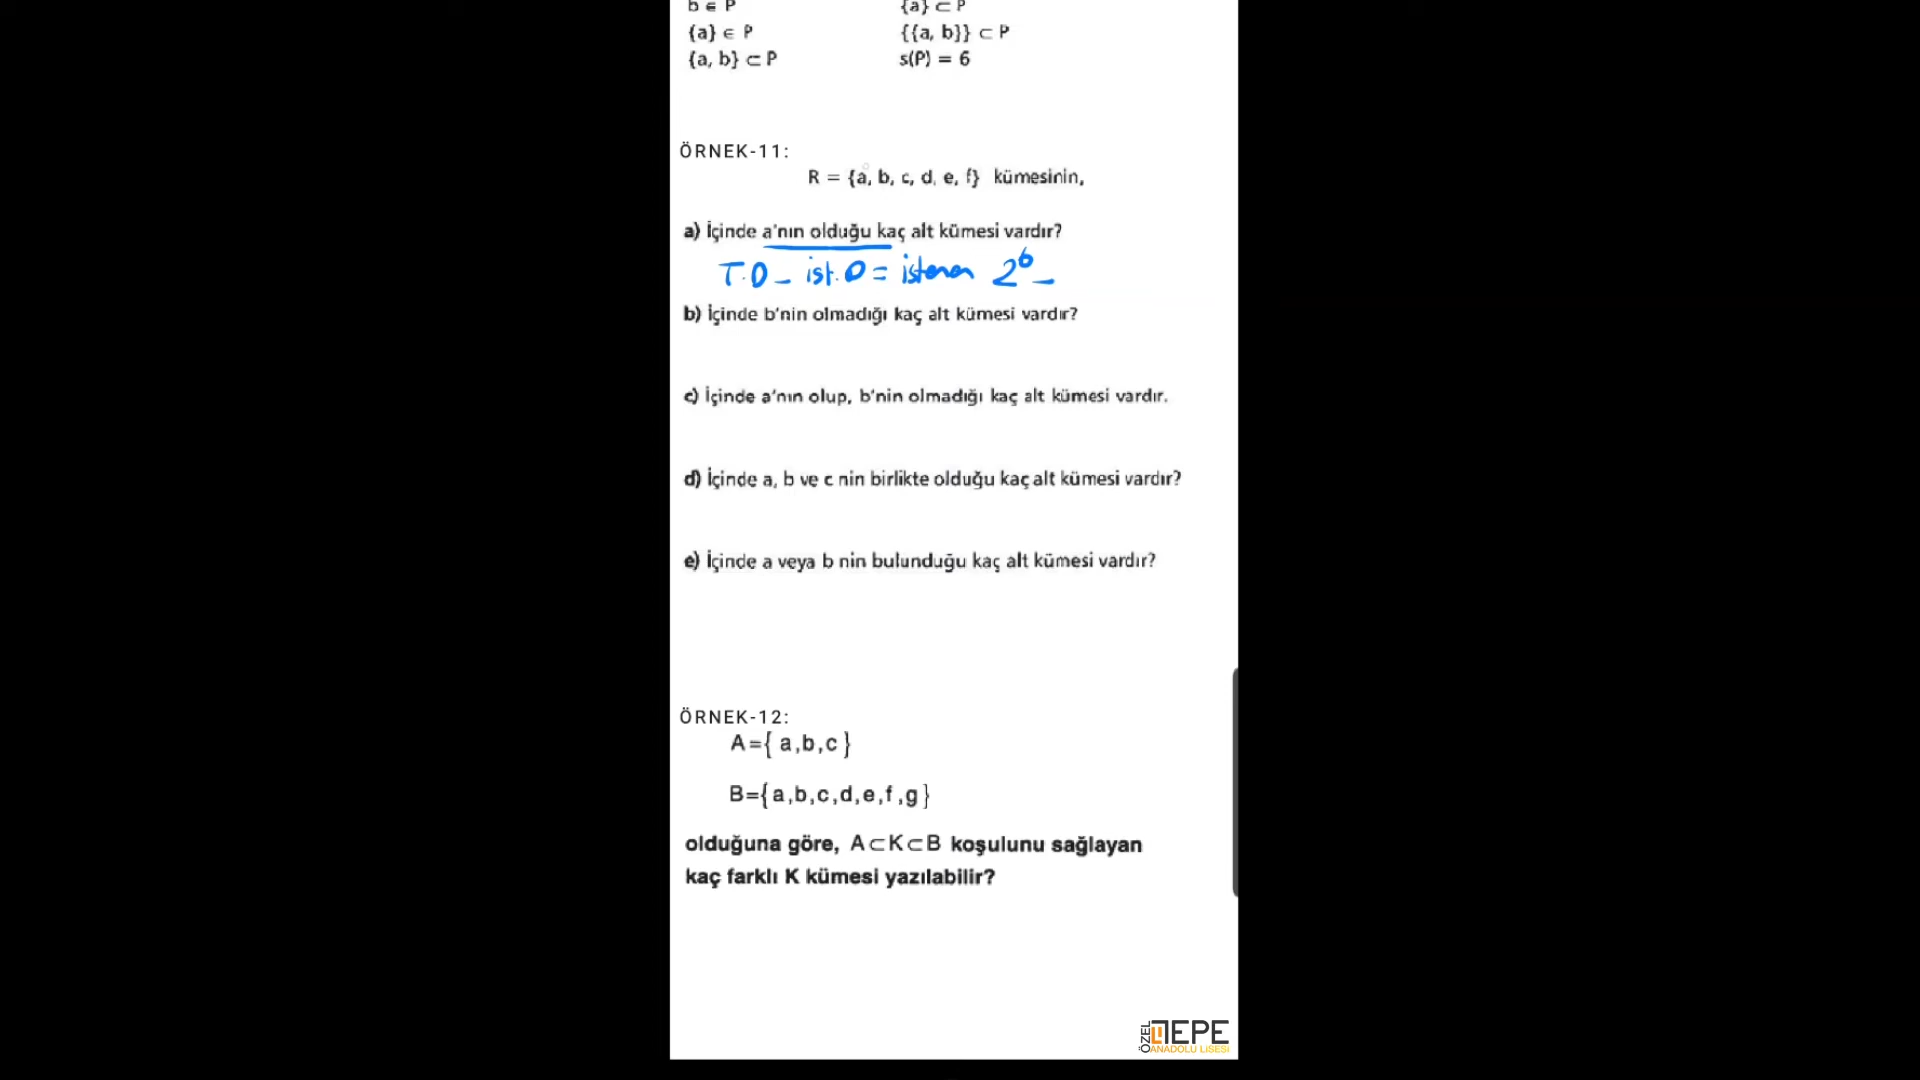 b ∈ P {a} ⊂ P
{a} ∈ P {{a, b}} ⊂ P
{a, b} ⊂ P s(P) = 6
ÖRNEK-11:
R = {a, b, c, d, e, f} kümesinin,
a) İçinde a'nın olduğu kaç alt kümesi vardır?
T.D - ist. D = istenen 2⁶ -
b) İçinde b'nin olmadığı kaç alt kümesi vardır?
c) İçinde a'nın olup, b'nin olmadığı kaç alt kümesi vardır.
d) İçinde a, b ve c nin birlikte olduğu kaç alt kümesi vardır?
e) İçinde a veya b nin bulunduğu kaç alt kümesi vardır?
ÖRNEK-12:
A={ a,b,c }
B={a,b,c,d,e,f,g}
olduğuna göre, A⊂K⊂B koşulunu sağlayan
kaç farklı K kümesi yazılabilir?
ÖZEL TEPE
ANADOLU LİSESİ